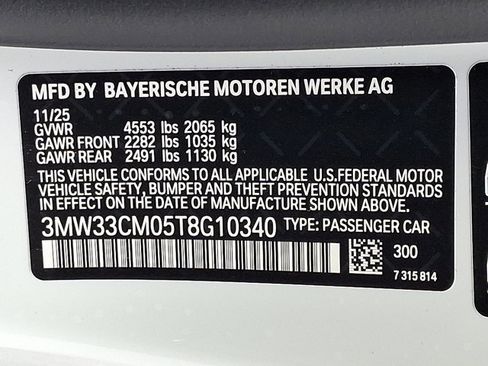 MFD BY BAYERISCHE MOTOREN WERKE AG
11/25
GVWR 4553 lbs 2065 kg
GAWR FRONT 2282 lbs 1035 kg
GAWR REAR 2491 lbs 1130 kg
THIS VEHICLE CONFORMS TO ALL APPLICABLE U.S.FEDERAL MOTOR
VEHICLE SAFETY, BUMPER AND THEFT PREVENTION STANDARDS
IN EFFECT ON THE DATE OF MANUFACTURE SHOWN ABOVE.
3MW33CM05T8G10340 TYPE: PASSENGER CAR
300
7 315 814